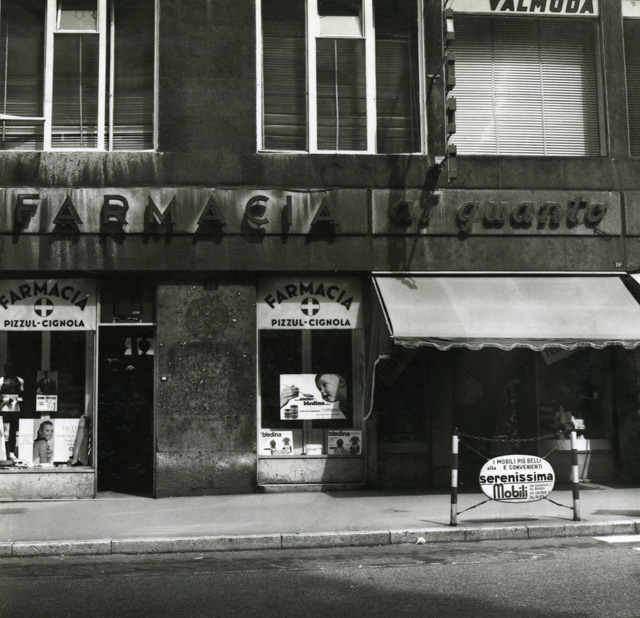 VALMODA
FARMACIA
al guanto
FARMACIA
PIZZUL-CIGNOLA
FARMACIA
PIZZUL-CIGNOLA
bledina
bledina
bledina
I MOBILI PIÙ BELLI
E CONVENIENTI
alla
serenissima
Mobili